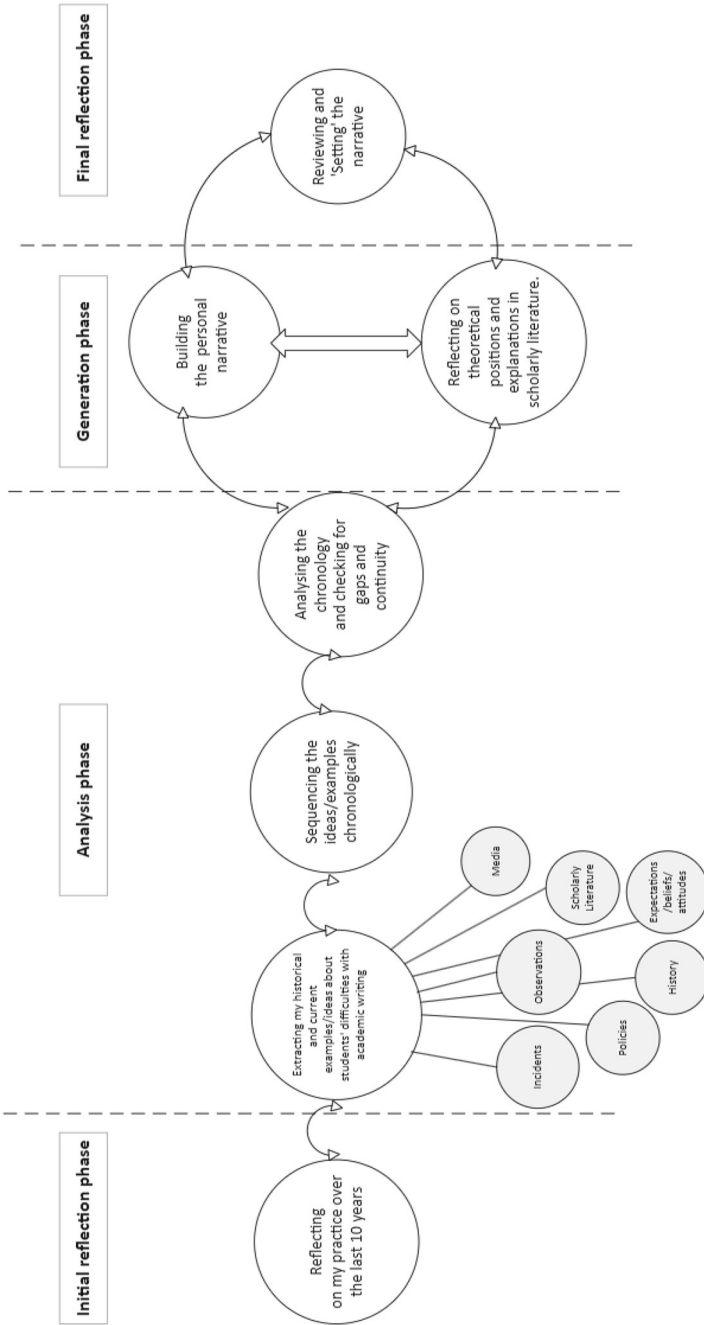 Initial reflection phase
Analysis phase
Generation phase
Final reflection phase
Reflecting
on my practice over
the last 10 years
Extracting my historical
and current
examples/ideas about
students' difficulties with
academic writing
Incidents
Policies
Observations
History
Expectations
/beliefs/
attitudes
Scholarly
Literature
Media
Sequencing the
ideas/examples
chronologically
Analysing the
chronology
and checking for
gaps and
continuity
Building
the personal
narrative
Reflecting on
theoretical
positions and
explanations in
scholarly literature.
Reviewing and
'Setting' the
narrative